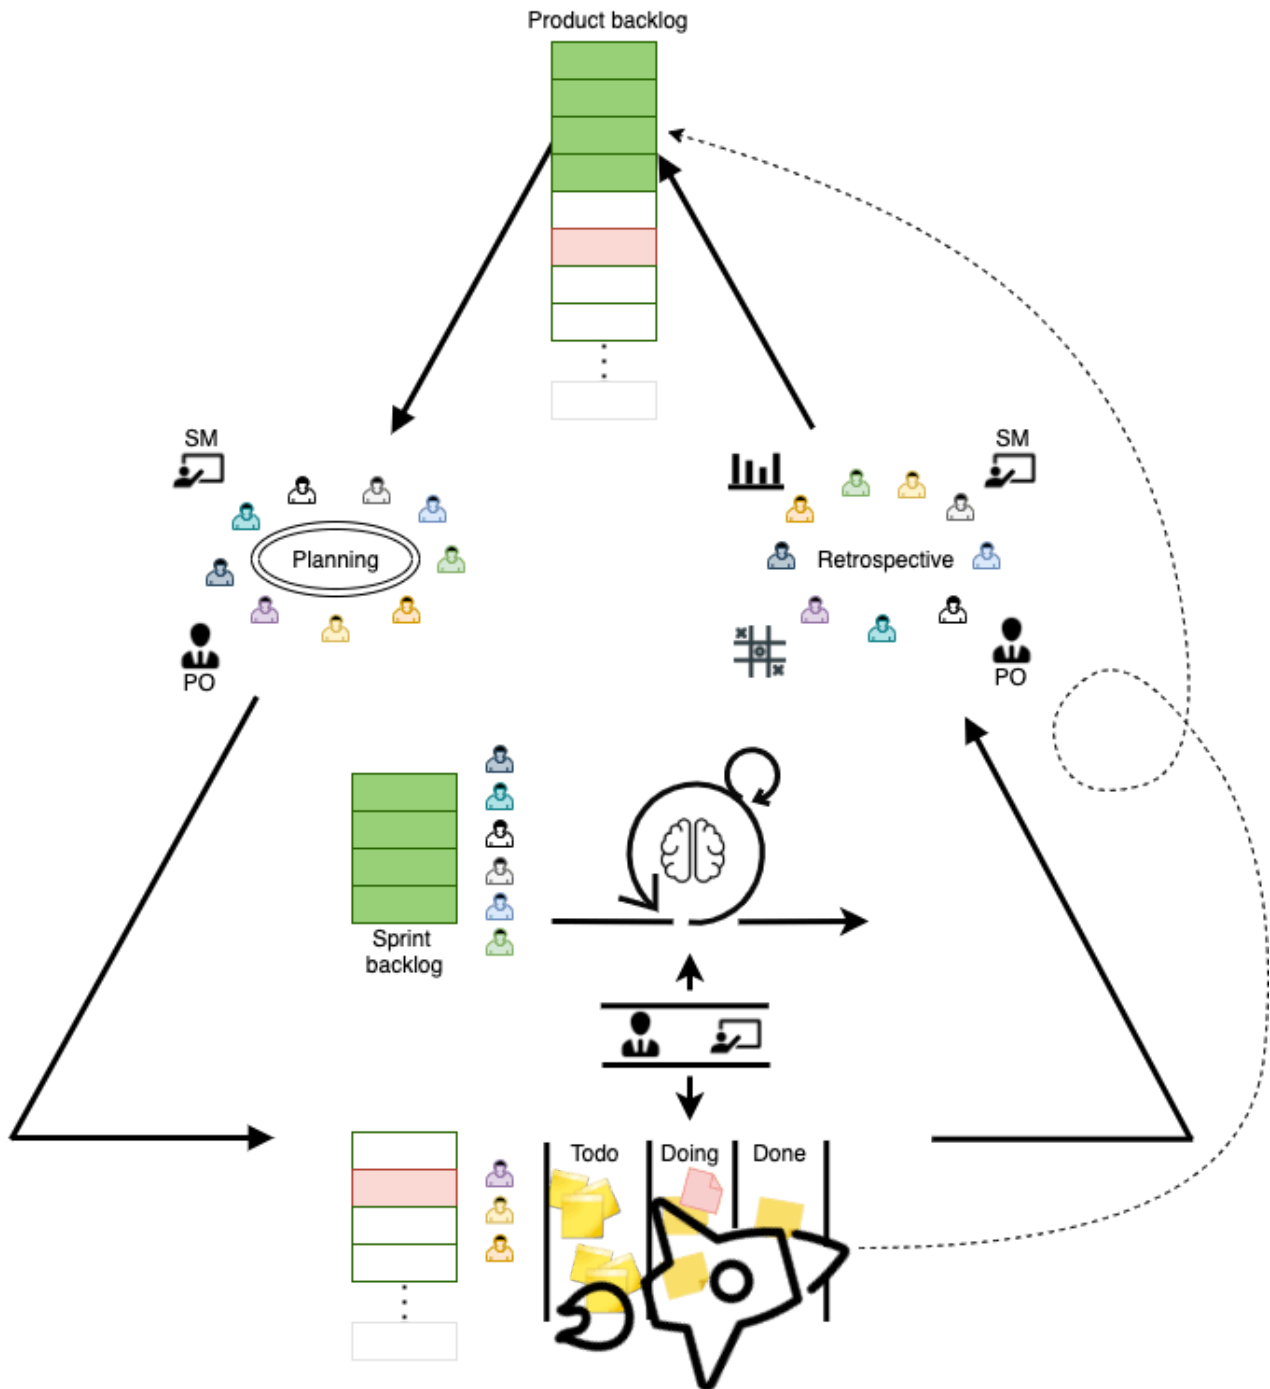 Product backlog
SM
SM
Planning
Retrospective
PO
PO
Sprint
backlog
Todo
Doing
Done